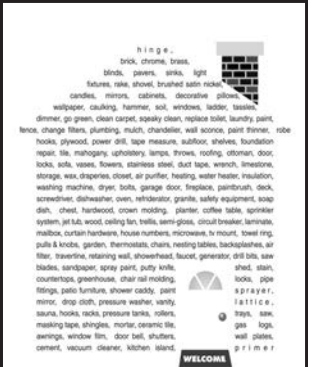 hinge,
brick, chrome, brass,
blinds, pavers, sinks, light
fixtures, rake, shovel, brushed satin nickel,
candles, mirrors, cabinets, decorative pillows,
wallpaper, caulking, hammer, soil, windows, ladder, tassles,
dimmer, go green, clean carpet, sqeaky clean, replace toilet, laundry, paint,
fence, change filters, plumbing, mulch, chandelier, wall sconce, paint thinner, robe
hooks, plywood, power drill, tape measure, subfloor, shelves, foundation
repair, tile, mahogany, upholstery, lamps, throws, roofing, ottoman, door,
locks, sofa, vases, flowers, stainless steel, duct tape, wrench, limestone,
storage, wax, draperies, closet, air purifier, heating, water heater, insulation,
washing machine, dryer, bolts, garage door, fireplace, paintbrush, deck,
screwdriver, dishwasher, oven, refriderator, granite, safety equipment, soap
dish, chest, hardwood, crown molding, planter, coffee table, sprinkler
system, jet tub, wood, ceiling fan, trellis, semi-gloss, circuit breaker, laminate,
mailbox, curtain hardware, house numbers, microwave, tv mount, towel ring,
pulls & knobs, garden, thermostats, chairs, nesting tables, backsplashes, air
filter, travertine, retaining wall, showerhead, faucet, generator, drill bits, saw
blades, sandpaper, spray paint, putty knife, shed, stain,
countertops, greenhouse, chair rail molding, locks, pipe
fittings, patio furniture, shower caddy, paint sprayer,
mirror, drop cloth, pressure washer, vanity, lattice,
sauna, hooks, racks, pressure tanks, rollers, trays, saw,
masking tape, shingles, mortar, ceramic tile, gas logs,
awnings, window film, door bell, shutters, wall plates,
cement, vacuum cleaner, kitchen island, primer
WELCOME